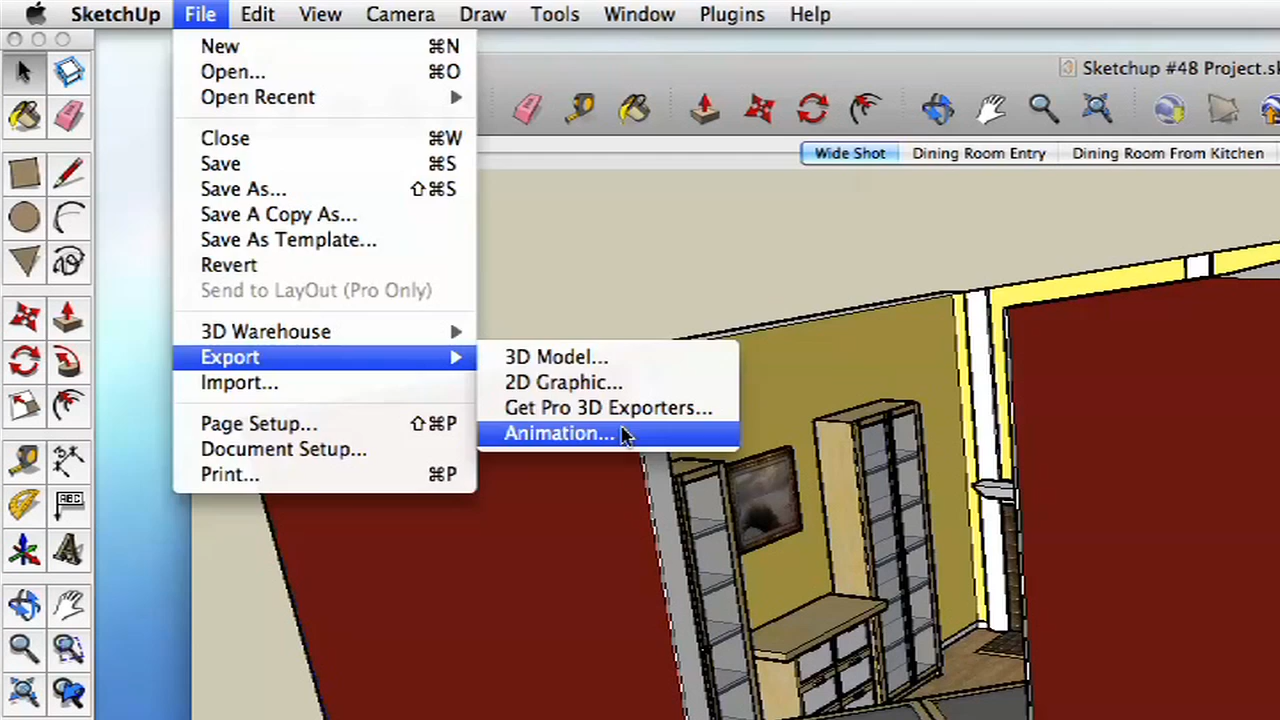 SketchUp File Edit View Camera Draw Tools Window Plugins Help
New ⌘N
Open... ⌘O
Open Recent
Close ⌘W
Save ⌘S
Save As... ⇧⌘S
Save A Copy As...
Save As Template...
Revert
Send to LayOut (Pro Only)
3D Warehouse
Export
Import...
Page Setup... ⇧⌘P
Document Setup...
Print... ⌘P
3D Model...
2D Graphic...
Get Pro 3D Exporters...
Animation...
Sketchup #48 Project.sk
Wide Shot Dining Room Entry Dining Room From Kitchen
ABC
A